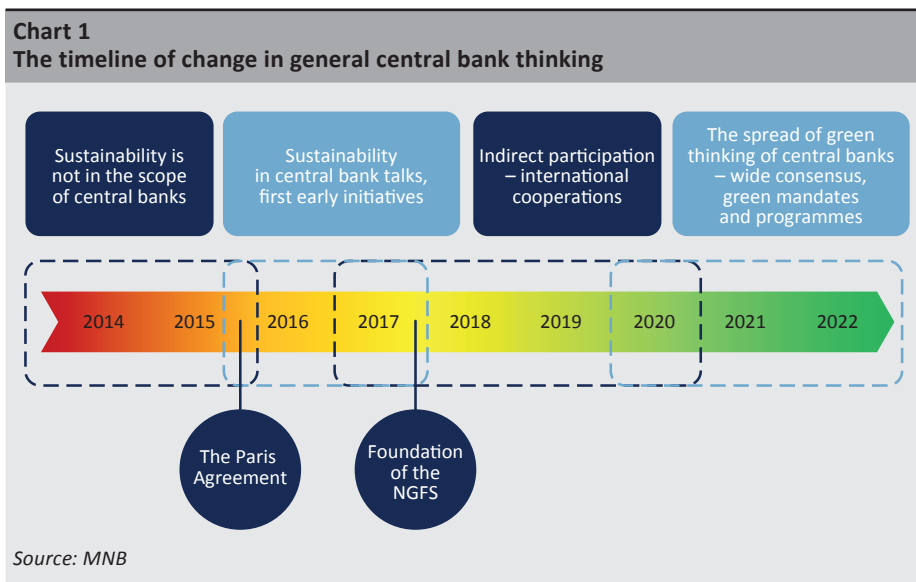 Chart 1
The timeline of change in general central bank thinking
Sustainability is
not in the scope
of central banks
Sustainability
in central bank talks,
first early initiatives
Indirect participation
– international
cooperations
The spread of green
thinking of central banks
– wide consensus,
green mandates
and programmes
2014 2015 2016 2017 2018 2019 2020 2021 2022
The Paris
Agreement
Foundation
of the
NGFS
Source: MNB